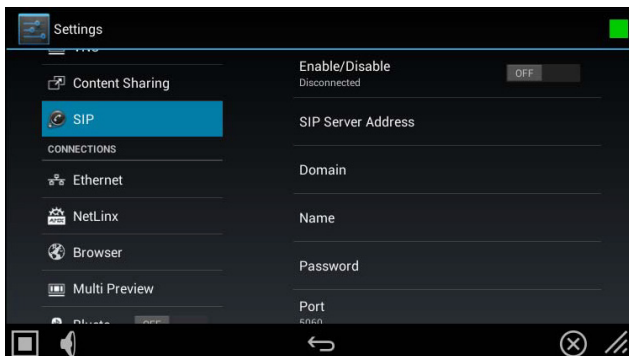 Settings
Content Sharing
SIP
CONNECTIONS
Ethernet
NetLinx
Browser
Multi Preview
OFF
Enable/Disable
Disconnected
OFF
SIP Server Address
Domain
Name
Password
Port
5060